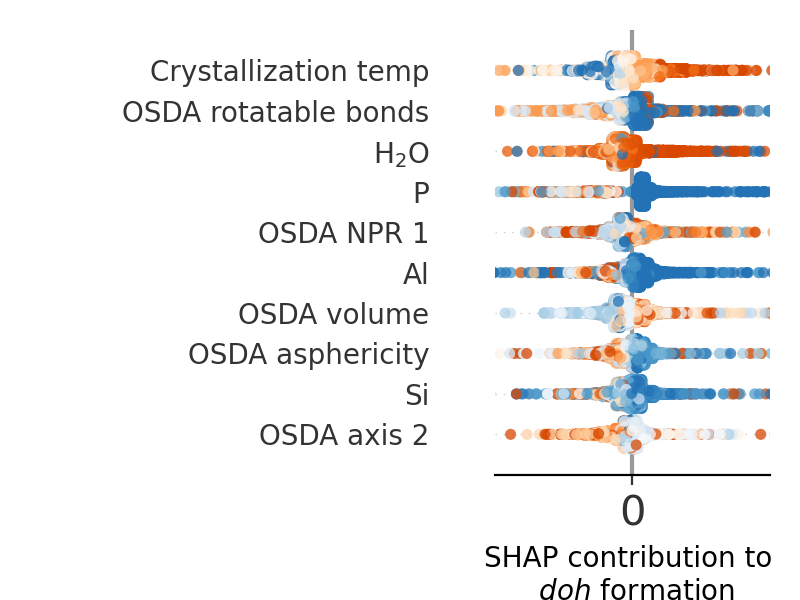 Crystallization temp
OSDA rotatable bonds
H₂O
P
OSDA NPR 1
Al
OSDA volume
OSDA asphericity
Si
OSDA axis 2
0
SHAP contribution to
doh formation